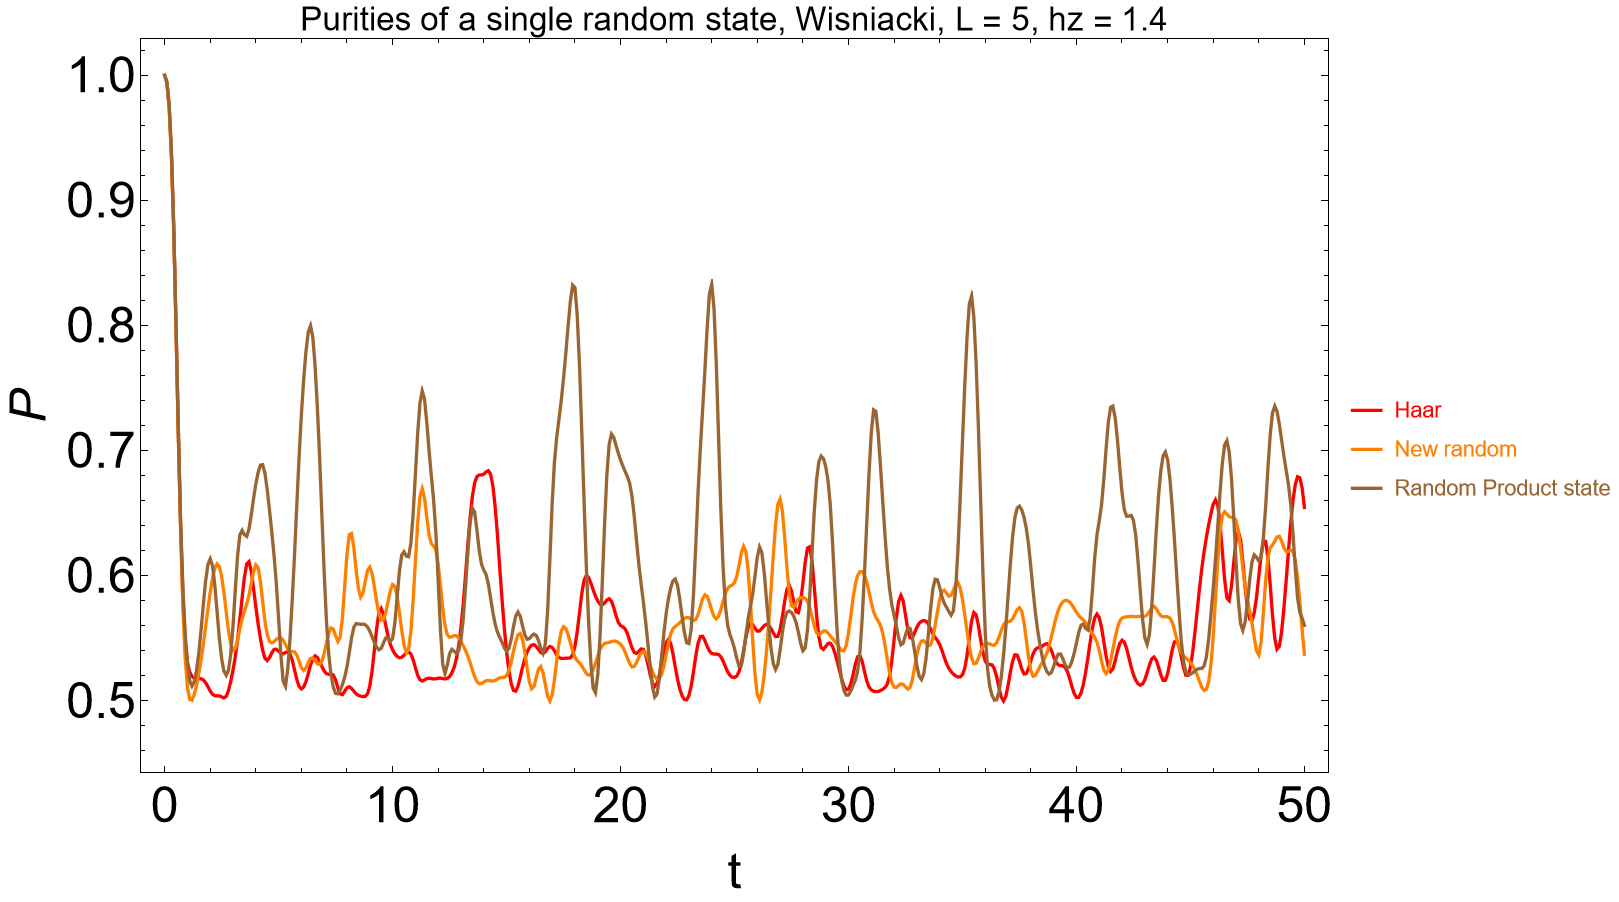 Purities of a single random state, Wisniacki, L = 5, hz = 1.4
1.0
0.9
0.8
0.7
0.6
0.5
P
0 10 20 30 40 50
t
Haar
New random
Random Product state